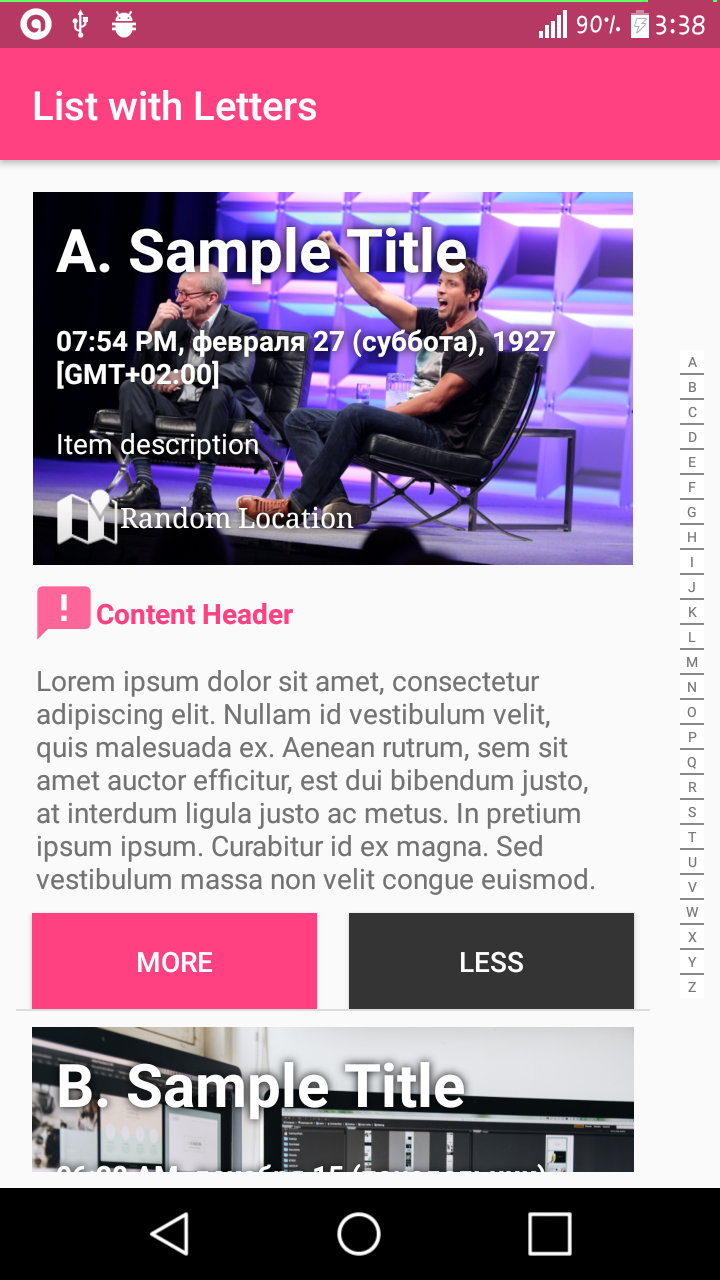 90% 3:38
List with Letters
A. Sample Title
07:54 PM, февраля 27 (суббота), 1927
[GMT+02:00]
Item description
Random Location
Content Header
Lorem ipsum dolor sit amet, consectetur
adipiscing elit. Nullam id vestibulum velit,
quis malesuada ex. Aenean rutrum, sem sit
amet auctor efficitur, est dui bibendum justo,
at interdum ligula justo ac metus. In pretium
ipsum ipsum. Curabitur id ex magna. Sed
vestibulum massa non velit congue euismod.
MORE LESS
B. Sample Title
A
B
C
D
E
F
G
H
I
J
K
L
M
N
O
P
Q
R
S
T
U
V
W
X
Y
Z